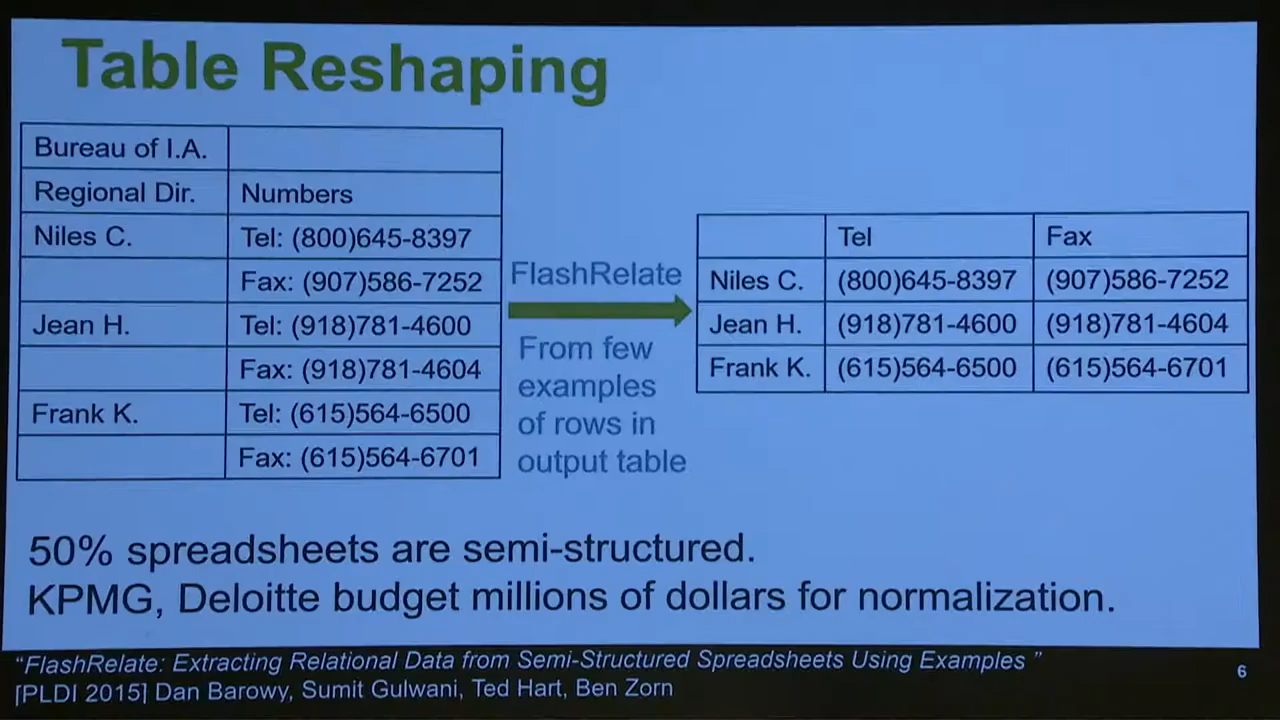 Table Reshaping
Bureau of I.A.
Regional Dir. Numbers
Niles C. Tel: (800)645-8397
Fax: (907)586-7252
Jean H. Tel: (918)781-4600
Fax: (918)781-4604
Frank K. Tel: (615)564-6500
Fax: (615)564-6701
FlashRelate
From few
examples
of rows in
output table
Tel Fax
Niles C. (800)645-8397 (907)586-7252
Jean H. (918)781-4600 (918)781-4604
Frank K. (615)564-6500 (615)564-6701
50% spreadsheets are semi-structured.
KPMG, Deloitte budget millions of dollars for normalization.
“FlashRelate: Extracting Relational Data from Semi-Structured Spreadsheets Using Examples ”
[PLDI 2015] Dan Barowy, Sumit Gulwani, Ted Hart, Ben Zorn
6